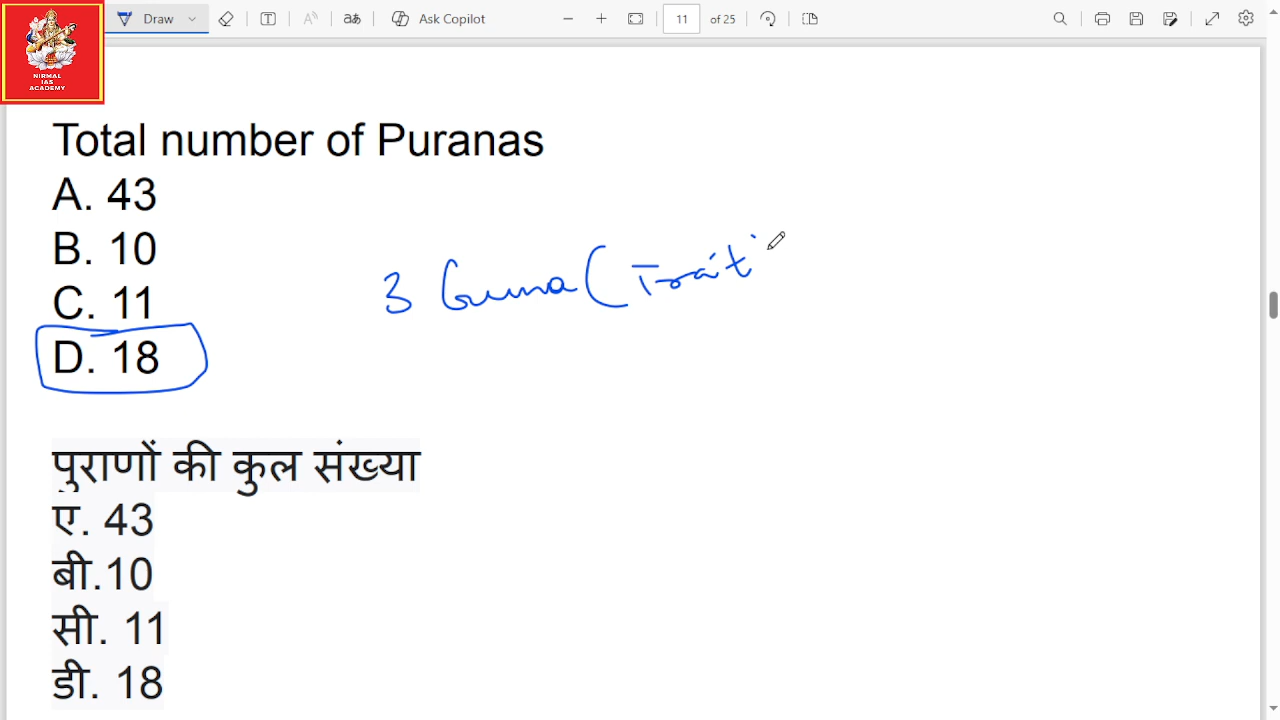 Draw
Ask Copilot
11 of 25
NIRMAL
IAS
ACADEMY
Total number of Puranas
A. 43
B. 10
C. 11
D. 18
3 Guna (Trait
पुराणों की कुल संख्या
ए. 43
बी.10
सी. 11
डी. 18